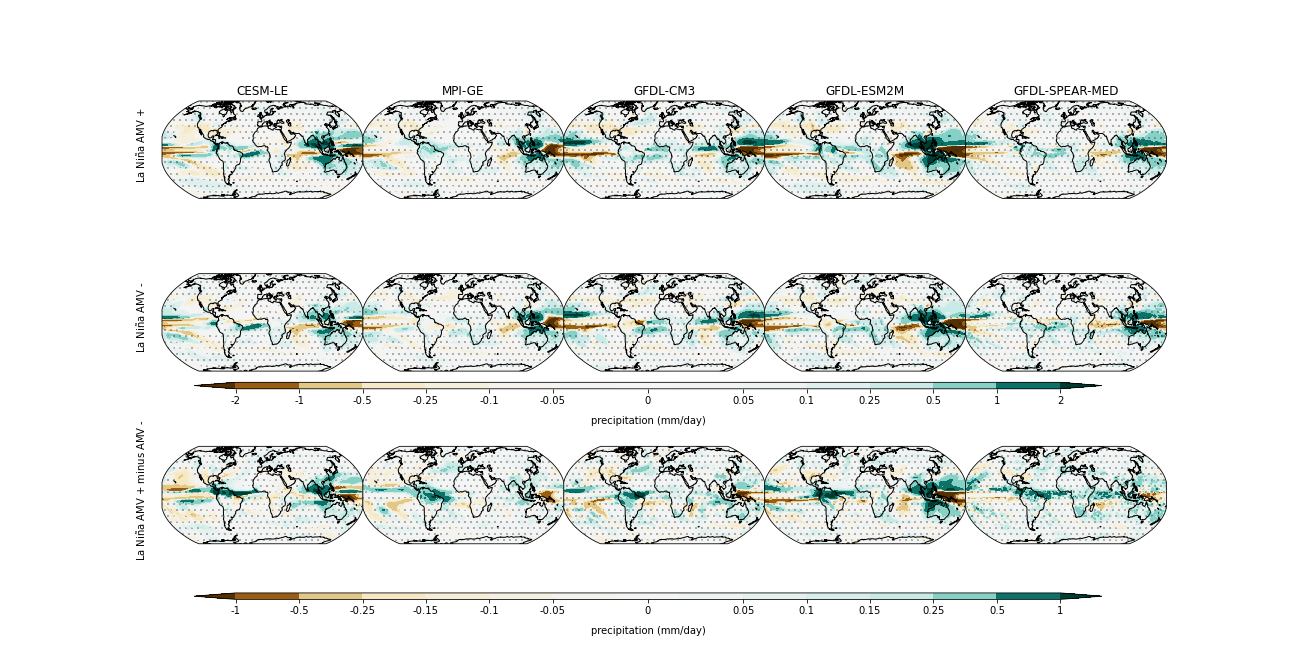 CESM-LE MPI-GE GFDL-CM3 GFDL-ESM2M GFDL-SPEAR-MED
La Niña AMV +
La Niña AMV -
-2 -1 -0.5 -0.25 -0.1 -0.05 0 0.05 0.1 0.25 0.5 1 2
precipitation (mm/day)
La Niña AMV + minus AMV -
-1 -0.5 -0.25 -0.15 -0.1 -0.05 0 0.05 0.1 0.15 0.25 0.5 1
precipitation (mm/day)